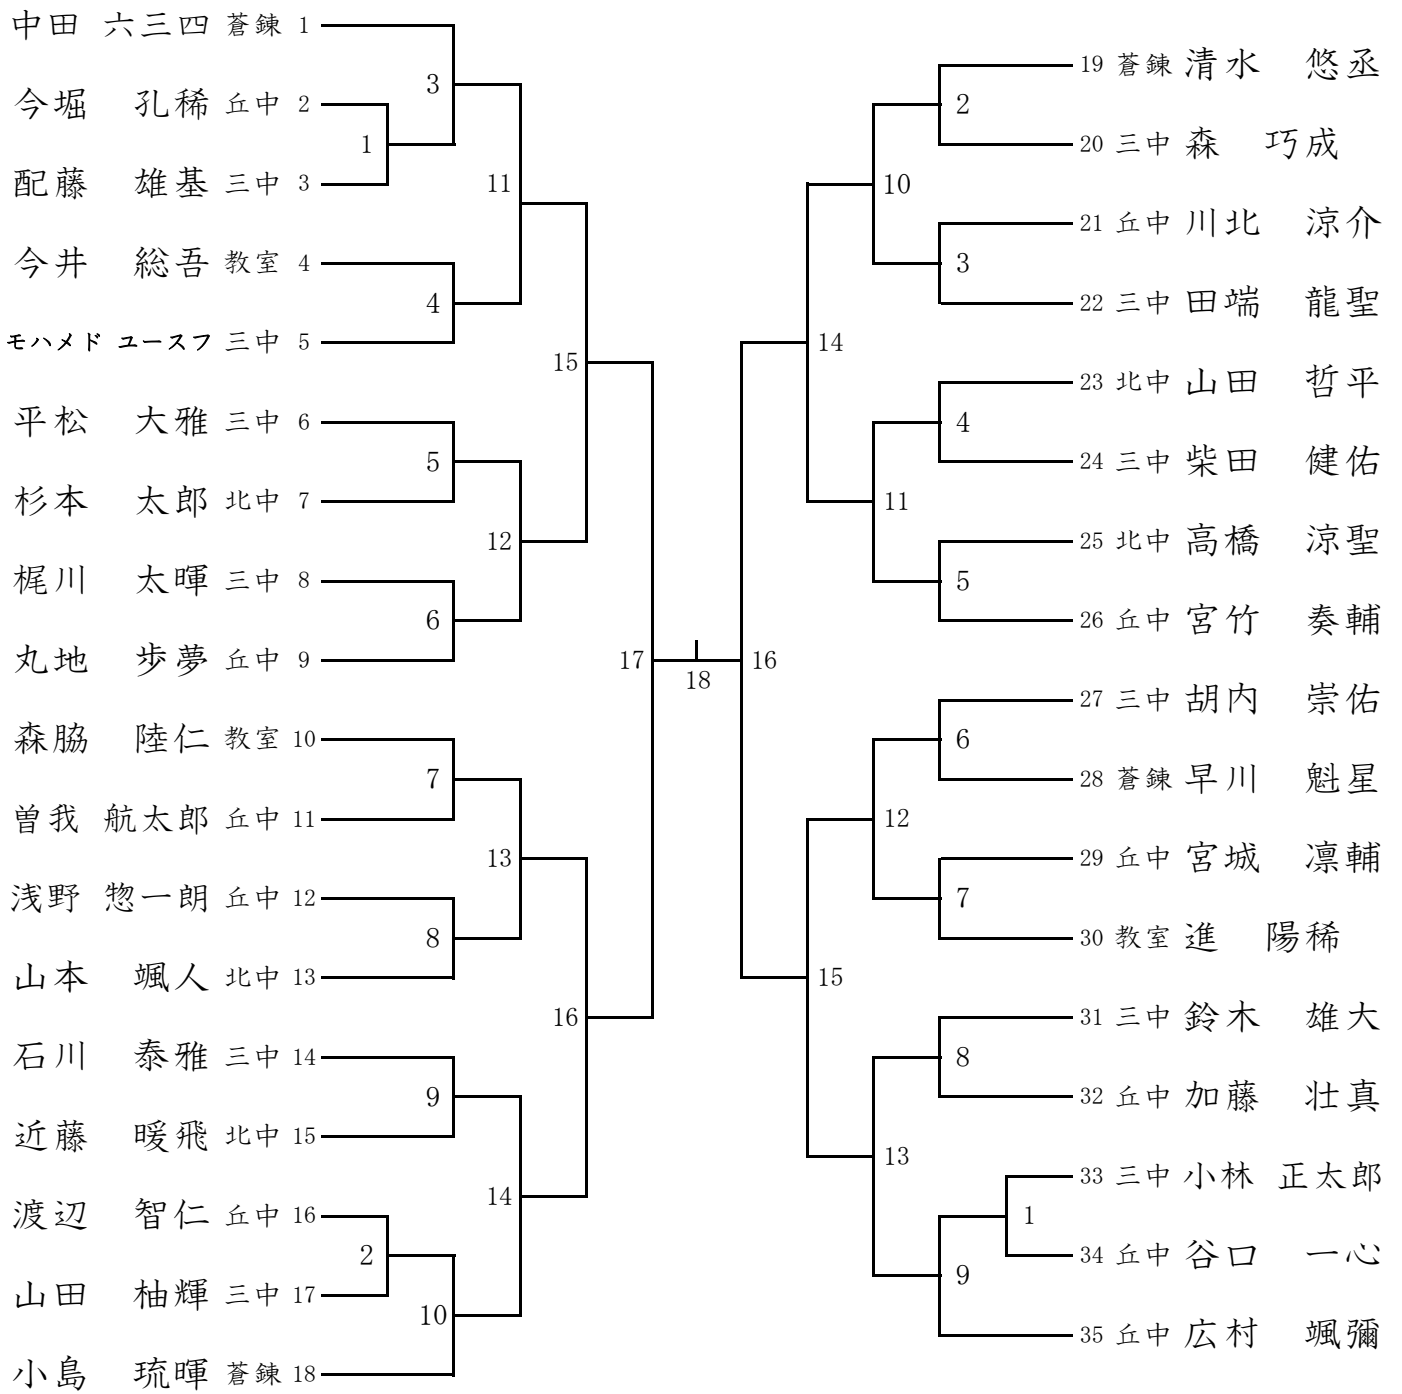 中田 六三四 蒼錬 1
今堀 孔稀 丘中 2
配藤 雄基 三中 3
今井 総吾 教室 4
モハメド ユースフ 三中 5
平松 大雅 三中 6
杉本 太郎 北中 7
梶川 太暉 三中 8
丸地 歩夢 丘中 9
森脇 陸仁 教室 10
曽我 航太郎 丘中 11
浅野 惣一朗 丘中 12
山本 颯人 北中 13
石川 泰雅 三中 14
近藤 暖飛 北中 15
渡辺 智仁 丘中 16
山田 柚輝 三中 17
小島 琉暉 蒼錬 18
1
2
3
4
5
6
7
8
9
10
11
12
13
14
15
16
17
18
16
14
15
10
11
12
13
2
3
4
5
6
7
8
9
1
19 蒼錬 清水 悠丞
20 三中 森 巧成
21 丘中 川北 涼介
22 三中 田端 龍聖
23 北中 山田 哲平
24 三中 柴田 健佑
25 北中 高橋 涼聖
26 丘中 宮竹 奏輔
27 三中 胡内 崇佑
28 蒼錬 早川 魁星
29 丘中 宮城 凛輔
30 教室 進 陽稀
31 三中 鈴木 雄大
32 丘中 加藤 壮真
33 三中 小林 正太郎
34 丘中 谷口 一心
35 丘中 広村 颯彌